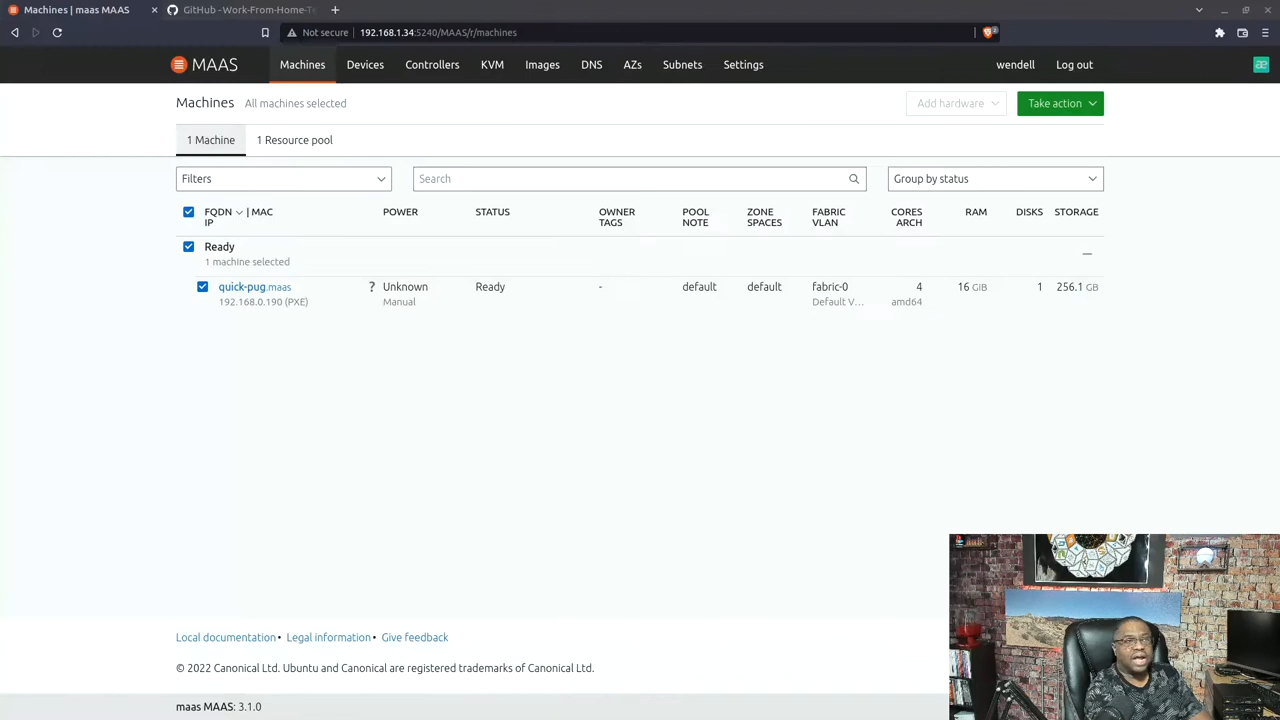 Machines | maas MAAS
GitHub - Work-From-Home-Te
Not secure
192.168.1.34:5240/MAAS/r/machines
MAAS
Machines
Devices
Controllers
KVM
Images
DNS
AZs
Subnets
Settings
wendell
Log out
Machines
All machines selected
Add hardware
Take action
1 Machine
1 Resource pool
Filters
Search
Group by status
FQDN | MAC
IP
POWER
STATUS
OWNER
TAGS
POOL
NOTE
ZONE
SPACES
FABRIC
VLAN
CORES
ARCH
RAM
DISKS
STORAGE
Ready
1 machine selected
quick-pug.maas
192.168.0.190 (PXE)
? Unknown
Manual
Ready
-
default
default
fabric-0
Default V…
4
amd64
16 GiB
1
256.1 GB
Local documentation • Legal information • Give feedback
© 2022 Canonical Ltd. Ubuntu and Canonical are registered trademarks of Canonical Ltd.
maas MAAS: 3.1.0